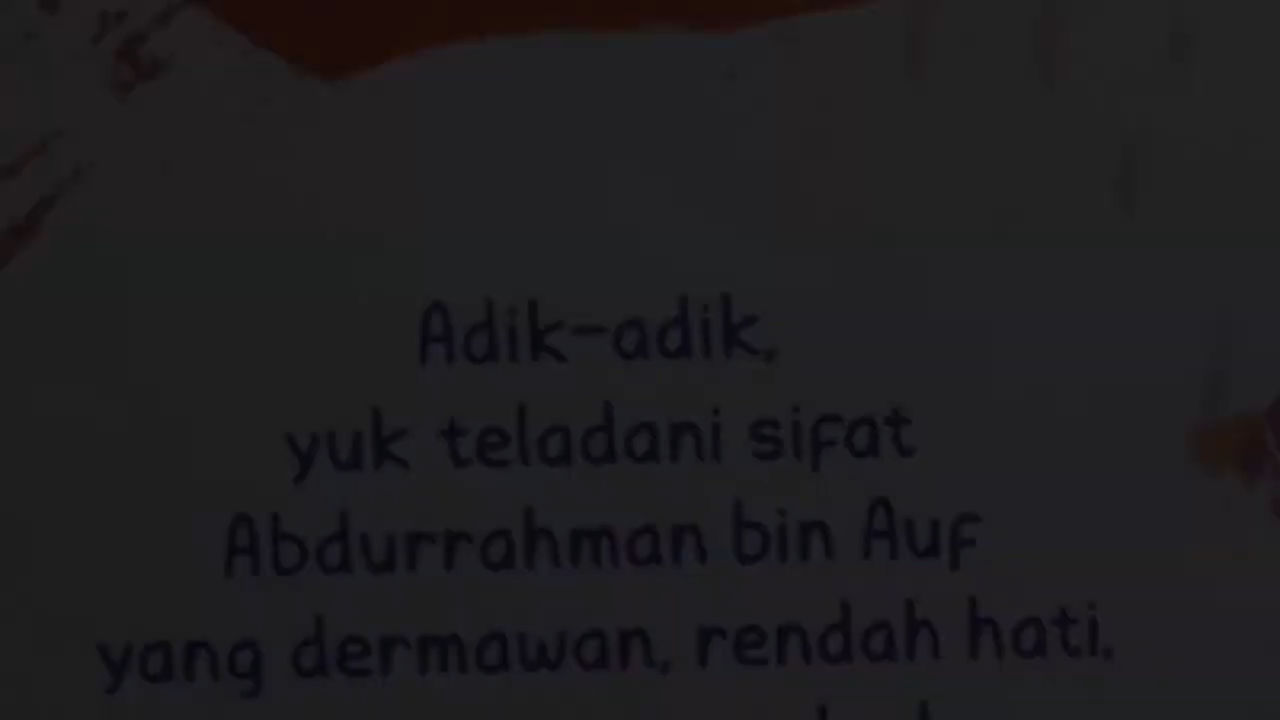 Adik-adik,
yuk teladani sifat
Abdurrahman bin Auf
yang dermawan, rendah hati,